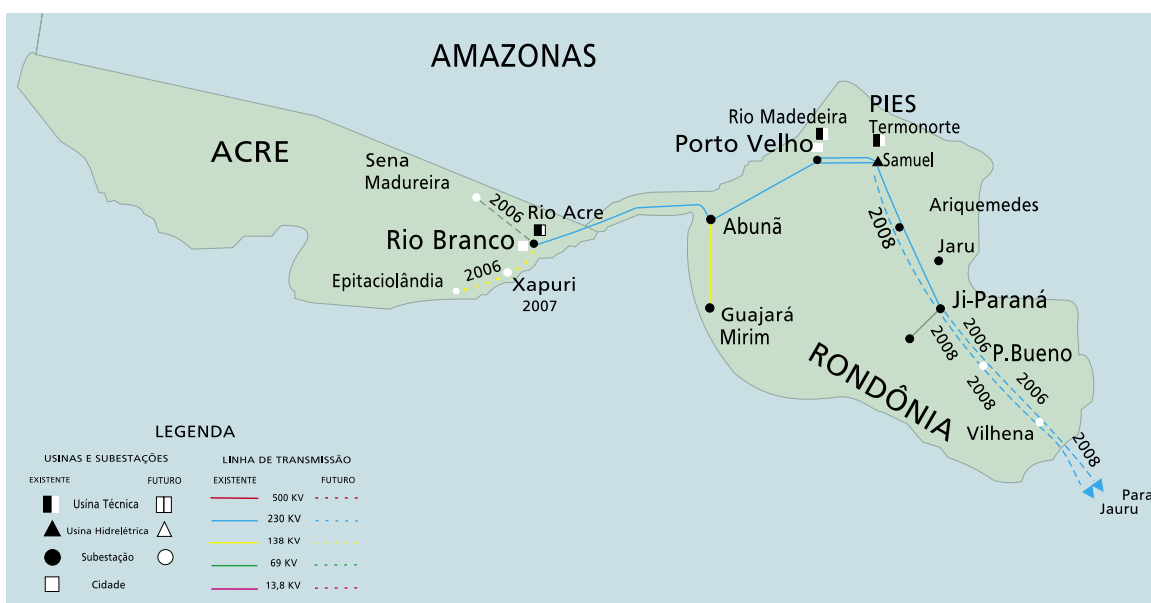 AMAZONAS
PIES
Rio Madedeira
Termonorte
Porto Velho
Samuel
ACRE
Sena
Madureira
2006
Rio Acre
Rio Branco
Abunã
2008
Ariquemedes
Jaru
Epitaciolândia
2006
Xapuri
2007
Guajará
Mirim
Ji-Paraná
2006
2008
P.Bueno
RONDÔNIA
2008
2006
Vilhena
2008
Para
Jauru
LEGENDA
USINAS E SUBESTAÇÕES
LINHA DE TRANSMISSÃO
EXISTENTE
FUTURO
EXISTENTE
FUTURO
Usína Técnica
500 KV
Usina Hidrelétrica
230 KV
138 KV
Subestação
69 KV
Cidade
13,8 KV